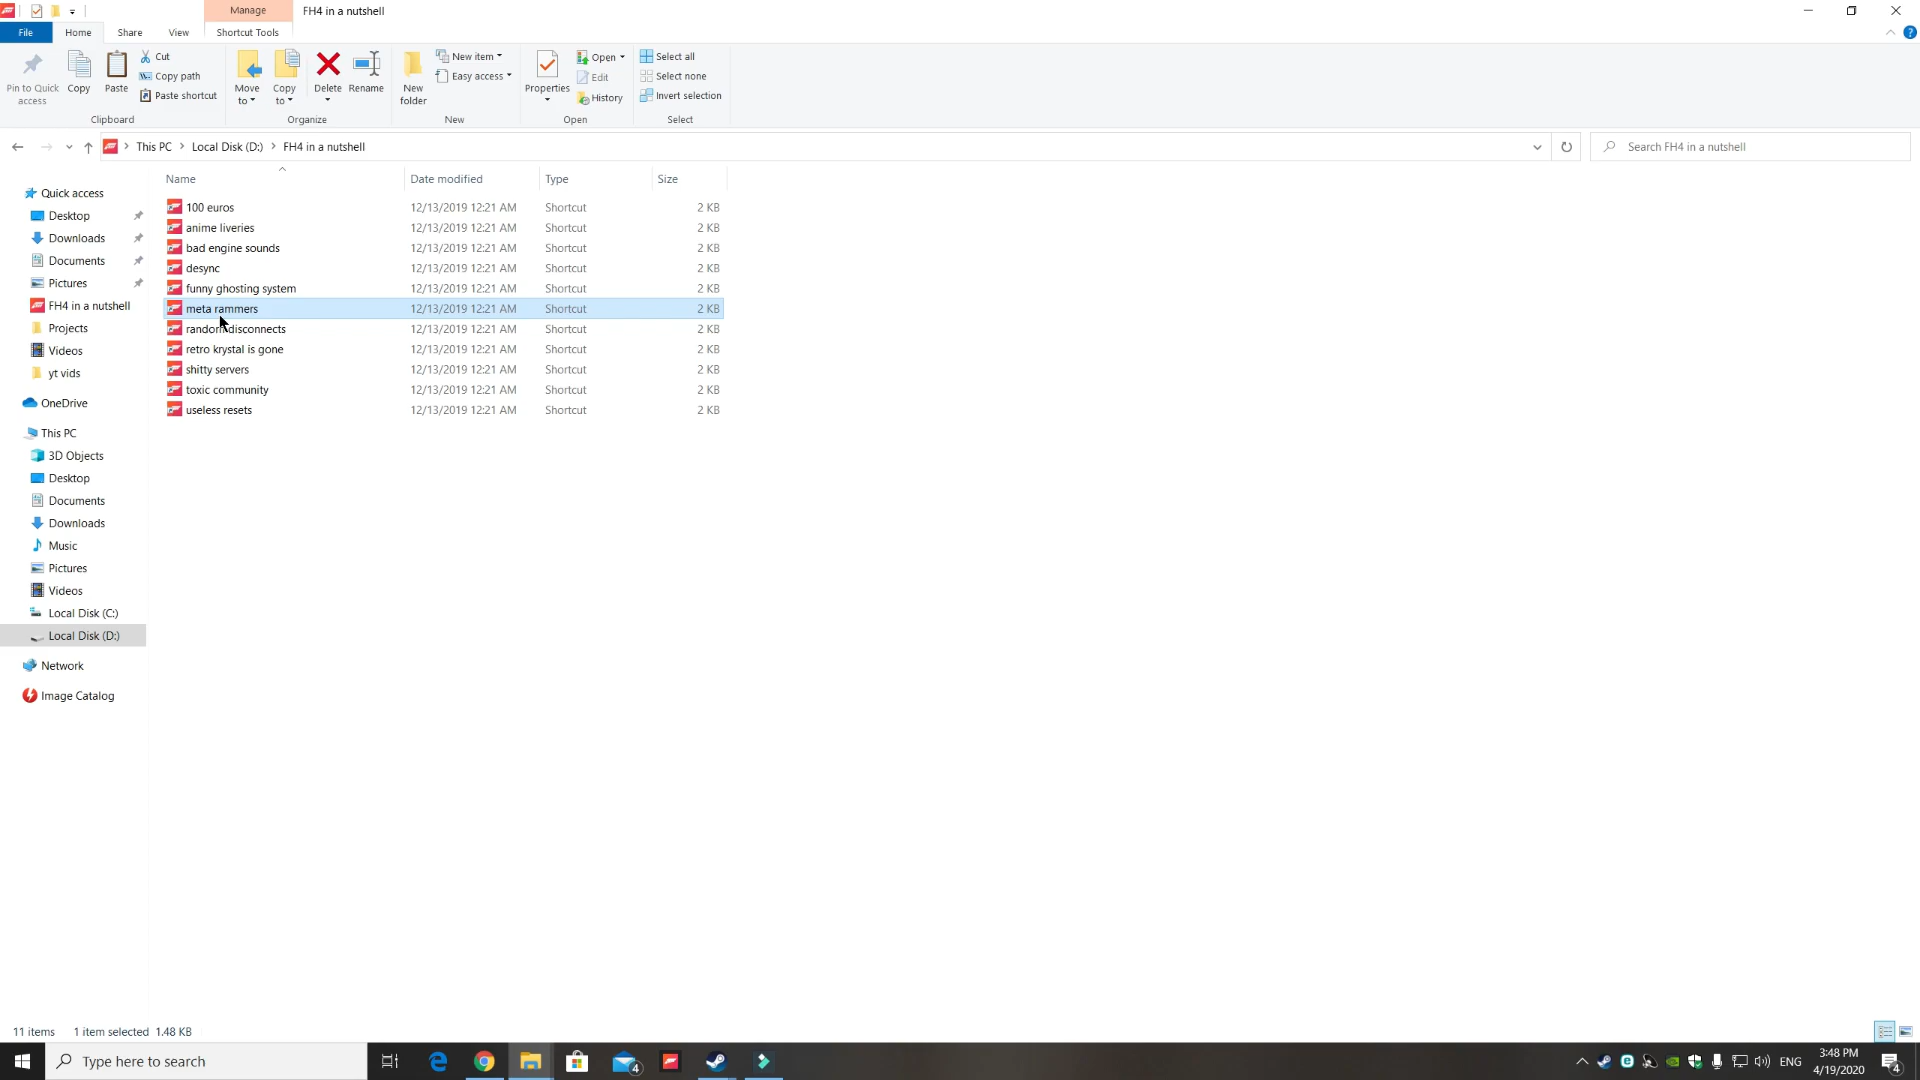 Manage
FH4 in a nutshell
File
Home
Share
View
Shortcut Tools
Pin to Quick access
Copy
Paste
Cut
Copy path
Paste shortcut
Clipboard
Move to
Copy to
Delete
Rename
Organize
New folder
New item
Easy access
New
Properties
Open
Edit
History
Open
Select all
Select none
Invert selection
Select
This PC
Local Disk (D:)
FH4 in a nutshell
Search FH4 in a nutshell
Name
Date modified
Type
Size
100 euros 12/13/2019 12:21 AM Shortcut 2 KB
anime liveries 12/13/2019 12:21 AM Shortcut 2 KB
bad engine sounds 12/13/2019 12:21 AM Shortcut 2 KB
desync 12/13/2019 12:21 AM Shortcut 2 KB
funny ghosting system 12/13/2019 12:21 AM Shortcut 2 KB
meta rammers 12/13/2019 12:21 AM Shortcut 2 KB
random disconnects 12/13/2019 12:21 AM Shortcut 2 KB
retro krystal is gone 12/13/2019 12:21 AM Shortcut 2 KB
shitty servers 12/13/2019 12:21 AM Shortcut 2 KB
toxic community 12/13/2019 12:21 AM Shortcut 2 KB
useless resets 12/13/2019 12:21 AM Shortcut 2 KB
Quick access
Desktop
Downloads
Documents
Pictures
FH4 in a nutshell
Projects
Videos
yt vids
OneDrive
This PC
3D Objects
Desktop
Documents
Downloads
Music
Pictures
Videos
Local Disk (C:)
Local Disk (D:)
Network
Image Catalog
11 items
1 item selected 1.48 KB
Type here to search
4
ENG
3:48 PM
4/19/2020
4